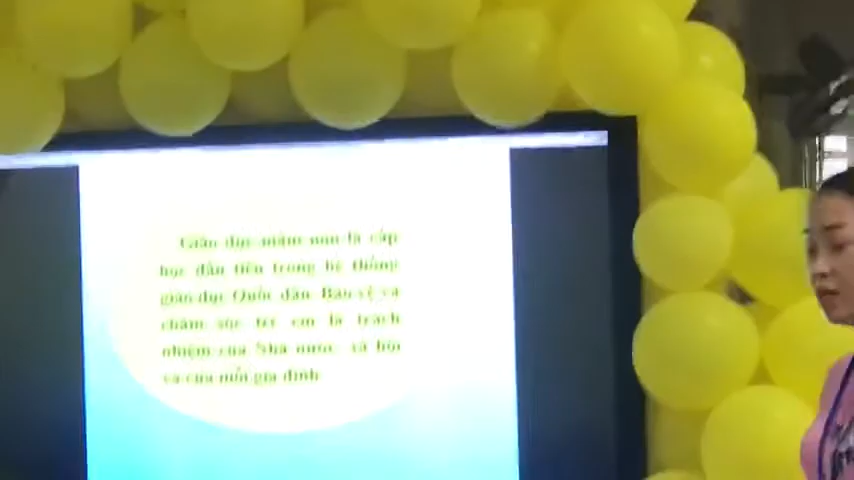 Giáo dục mầm non là cấp
học đầu tiên trong hệ thống
giáo dục Quốc dân. Bảo vệ và
chăm sóc trẻ em là trách
nhiệm của Nhà nước, xã hội
và của mỗi gia đình